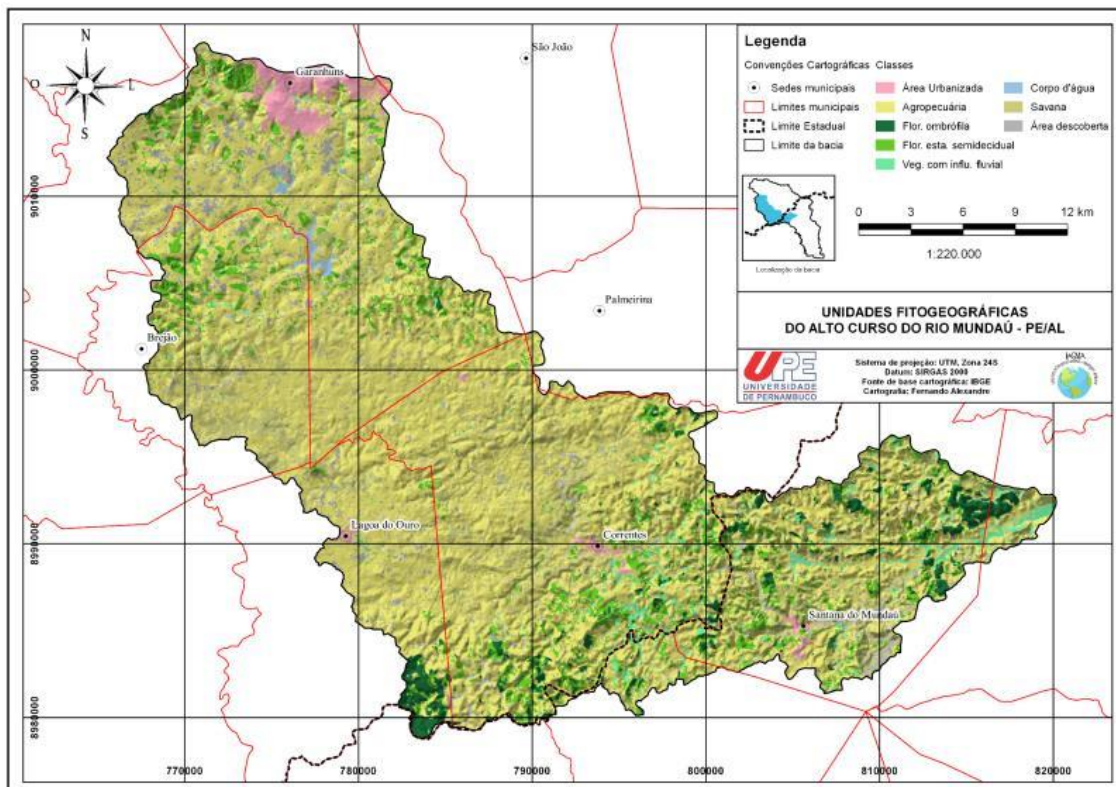 N
O
L
S
Garanhuns
São João
Palmeirina
Brejão
Lagoa do Ouro
Correntes
Santana do Mundaú
9010000
9000000
8990000
8980000
770000
780000
790000
800000
810000
820000
Legenda
Convenções Cartográficas
Sedes municipais
Limites municipais
Limite Estadual
Limite da bacia
Classes
Área Urbanizada
Agropecuária
Flor. ombrófila
Flor. esta. semidecidual
Veg. com influ. fluvial
Corpo d'água
Savana
Área descoberta
Localização da bacia
0 3 6 9 12 km
1:220.000
UNIDADES FITOGEOGRÁFICAS
DO ALTO CURSO DO RIO MUNDAÚ - PE/AL
UPE
UNIVERSIDADE
DE PERNAMBUCO
Sistema de projeção: UTM, Zona 24S
Datum: SIRGAS 2000
Fonte de base cartográfica: IBGE
Cartografia: Fernando Alexandre